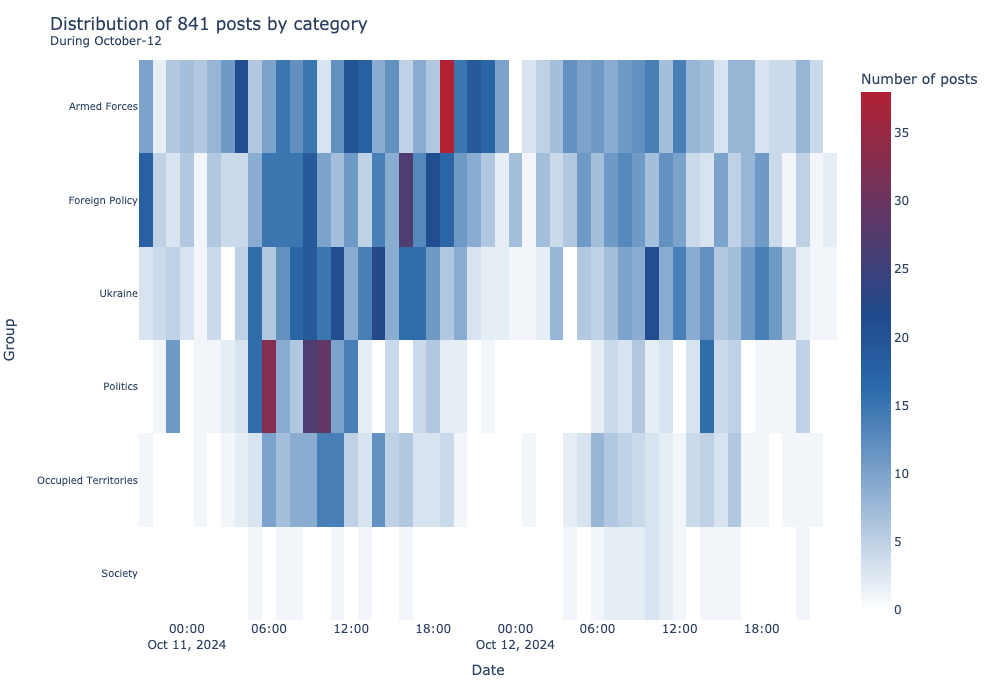 Distribution of 841 posts by category
During October-12
Number of posts
Armed Forces
Foreign Policy
Ukraine
Politics
Occupied Territories
Society
Group
35
30
25
20
15
10
5
0
00:00 06:00 12:00 18:00 00:00 06:00 12:00 18:00
Oct 11, 2024 Oct 12, 2024
Date